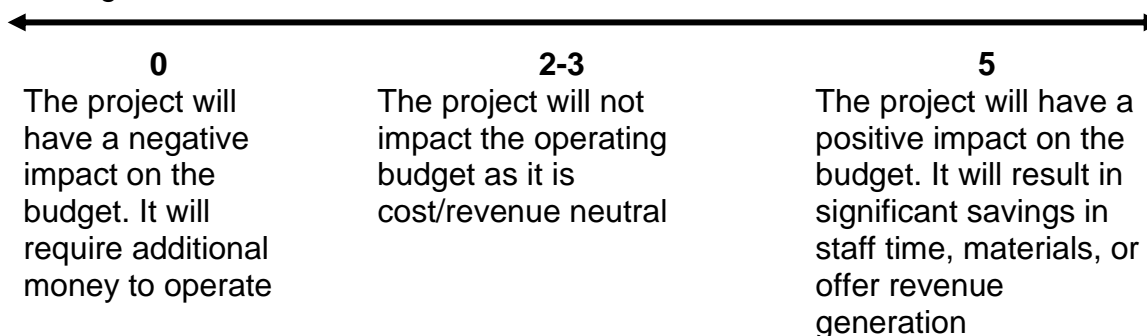 0
The project will
have a negative
impact on the
budget. It will
require additional
money to operate
2-3
The project will not
impact the operating
budget as it is
cost/revenue neutral
5
The project will have a
positive impact on the
budget. It will result in
significant savings in
staff time, materials, or
offer revenue
generation